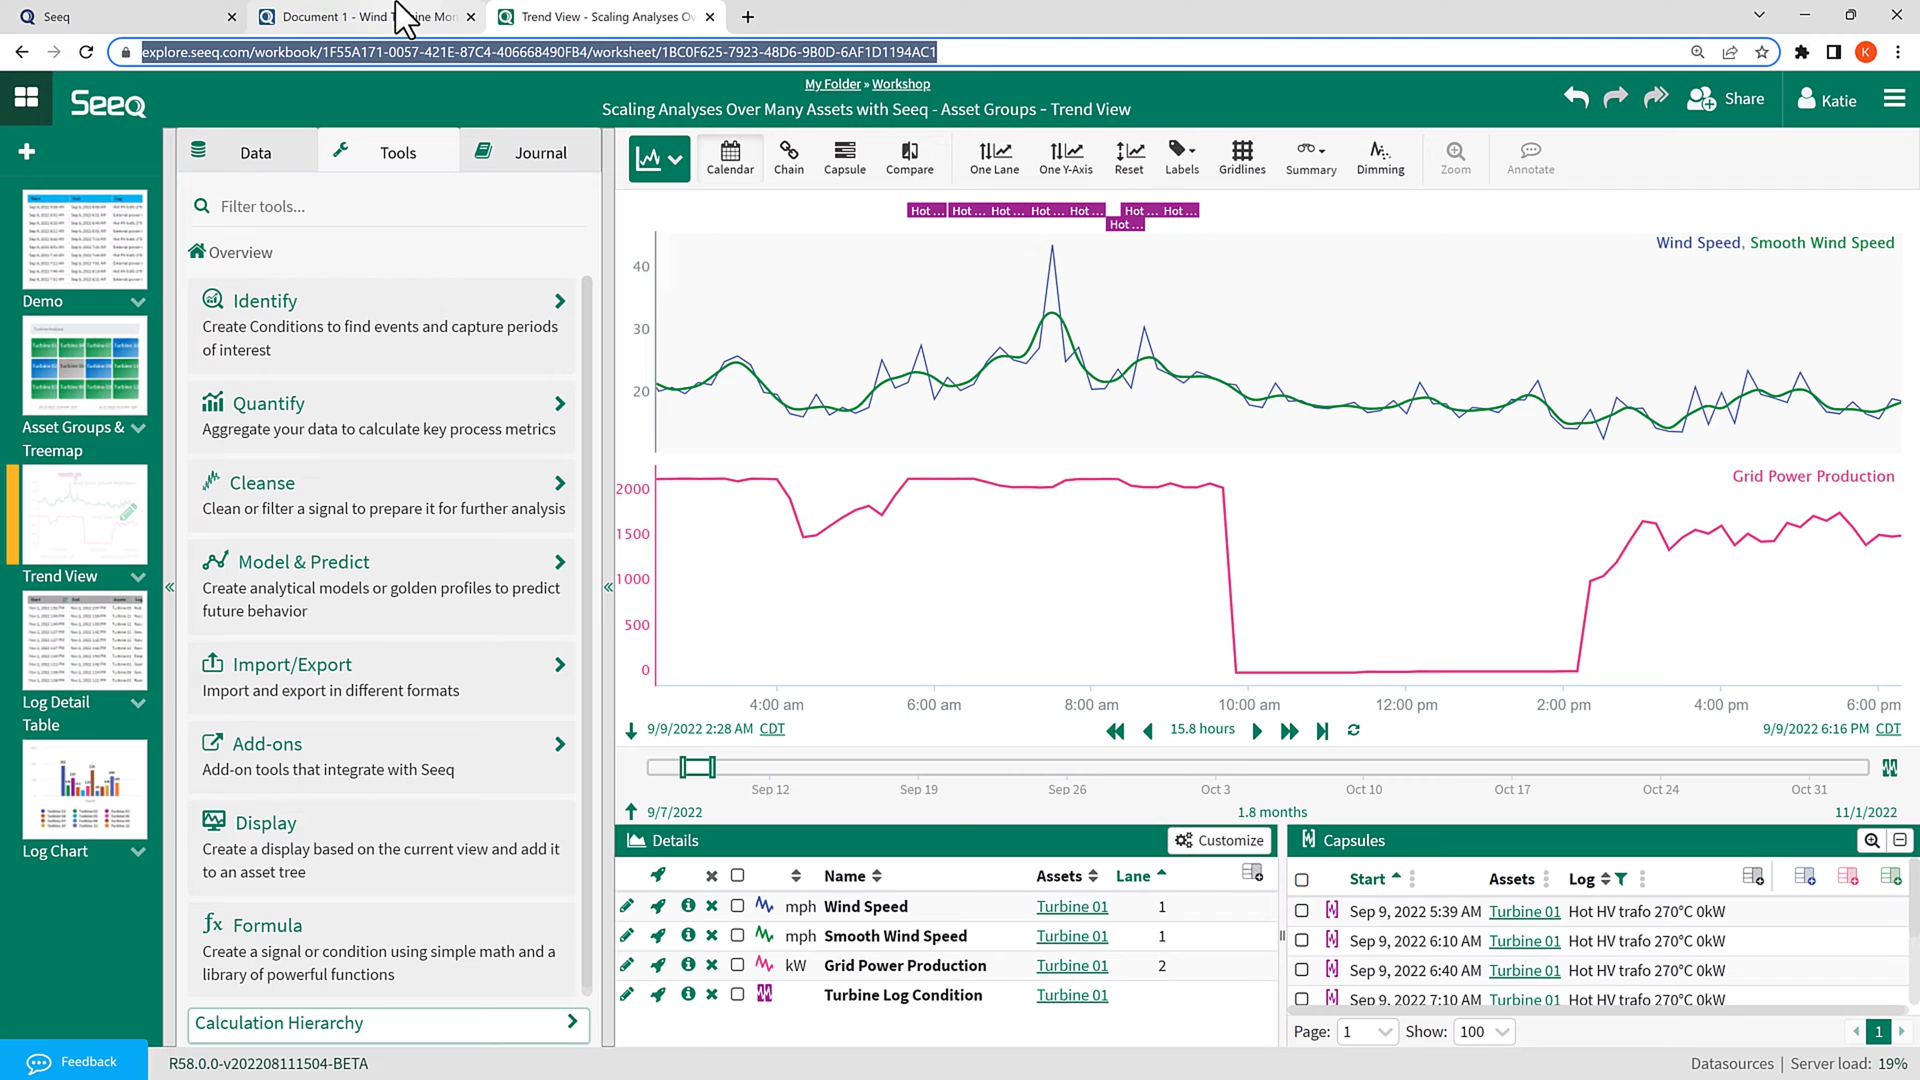 Seeq
Document 1 - Wind T
ine Mon
Trend View - Scaling Analyses Ov
explore.seeq.com/workbook/1F55A171-0057-421E-87C4-406668490FB4/worksheet/1BC0F625-7923-48D6-9B0D-6AF1D1194AC1
K
Seeq
My Folder » Workshop
Scaling Analyses Over Many Assets with Seeq - Asset Groups - Trend View
Share
Katie
Data
Tools
Journal
Calendar
Chain
Capsule
Compare
One Lane
One Y-Axis
Reset
Labels
Gridlines
Summary
Dimming
Zoom
Annotate
Demo
Asset Groups &
Treemap
Trend View
Log Detail
Table
Log Chart
Filter tools...
Overview
Identify
Create Conditions to find events and capture periods
of interest
Quantify
Aggregate your data to calculate key process metrics
Cleanse
Clean or filter a signal to prepare it for further analysis
Model & Predict
Create analytical models or golden profiles to predict
future behavior
Import/Export
Import and export in different formats
Add-ons
Add-on tools that integrate with Seeq
Display
Create a display based on the current view and add it
to an asset tree
Formula
Create a signal or condition using simple math and a
library of powerful functions
Calculation Hierarchy
Hot ... Hot ... Hot ... Hot ... Hot ... Hot ... Hot ...
Hot ...
Wind Speed, Smooth Wind Speed
40
30
20
Grid Power Production
2000
1500
1000
500
0
4:00 am 6:00 am 8:00 am 10:00 am 12:00 pm 2:00 pm 4:00 pm 6:00 pm
9/9/2022 2:28 AM CDT
15.8 hours
9/9/2022 6:16 PM CDT
Sep 12 Sep 19 Sep 26 Oct 3 Oct 10 Oct 17 Oct 24 Oct 31
9/7/2022
1.8 months
11/1/2022
Details
Customize
Name Assets Lane
mph Wind Speed Turbine 01 1
mph Smooth Wind Speed Turbine 01 1
kW Grid Power Production Turbine 01 2
Turbine Log Condition Turbine 01
Capsules
Start Assets Log
Sep 9, 2022 5:39 AM Turbine 01 Hot HV trafo 270°C 0kW
Sep 9, 2022 6:10 AM Turbine 01 Hot HV trafo 270°C 0kW
Sep 9, 2022 6:40 AM Turbine 01 Hot HV trafo 270°C 0kW
Sep 9, 2022 7:10 AM Turbine 01 Hot HV trafo 270°C 0kW
Page: 1 Show: 100
1
Feedback
R58.0.0-v202208111504-BETA
Datasources | Server load: 19%